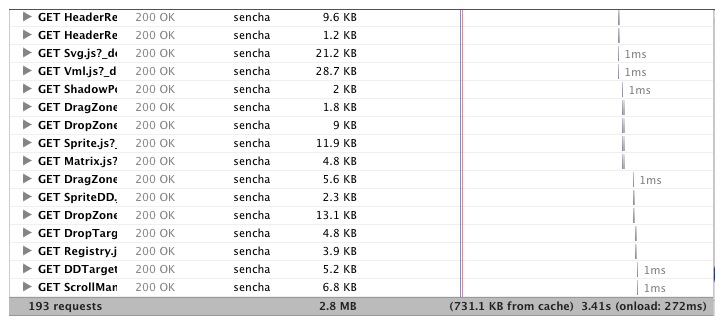 GET HeaderRe 200 OK sencha 9.6 KB
GET HeaderRe 200 OK sencha 1.2 KB
GET Svg.js?_d 200 OK sencha 21.2 KB 1ms
GET Vml.js?_d 200 OK sencha 28.7 KB 1ms
GET ShadowPo 200 OK sencha 2 KB 1ms
GET DragZone 200 OK sencha 1.8 KB
GET DropZone 200 OK sencha 9 KB
GET Sprite.js?_ 200 OK sencha 11.9 KB
GET Matrix.js? 200 OK sencha 4.8 KB
GET DragZone 200 OK sencha 5.6 KB 1ms
GET SpriteDD. 200 OK sencha 2.3 KB
GET DropZone 200 OK sencha 13.1 KB
GET DropTarg 200 OK sencha 4.8 KB
GET Registry.j 200 OK sencha 3.9 KB
GET DDTarget 200 OK sencha 5.2 KB 1ms
GET ScrollMan 200 OK sencha 6.8 KB 1ms
193 requests 2.8 MB (731.1 KB from cache) 3.41s (onload: 272ms)